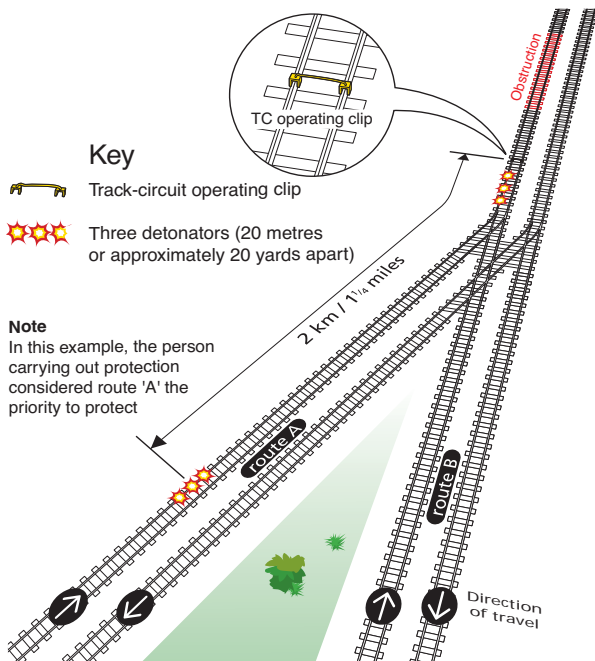 Obstruction
TC operating clip
Key
Track-circuit operating clip
Three detonators (20 metres
or approximately 20 yards apart)
2 km / 1¼ miles
Note
In this example, the person
carrying out protection
considered route 'A' the
priority to protect
route A
route B
Direction
of travel